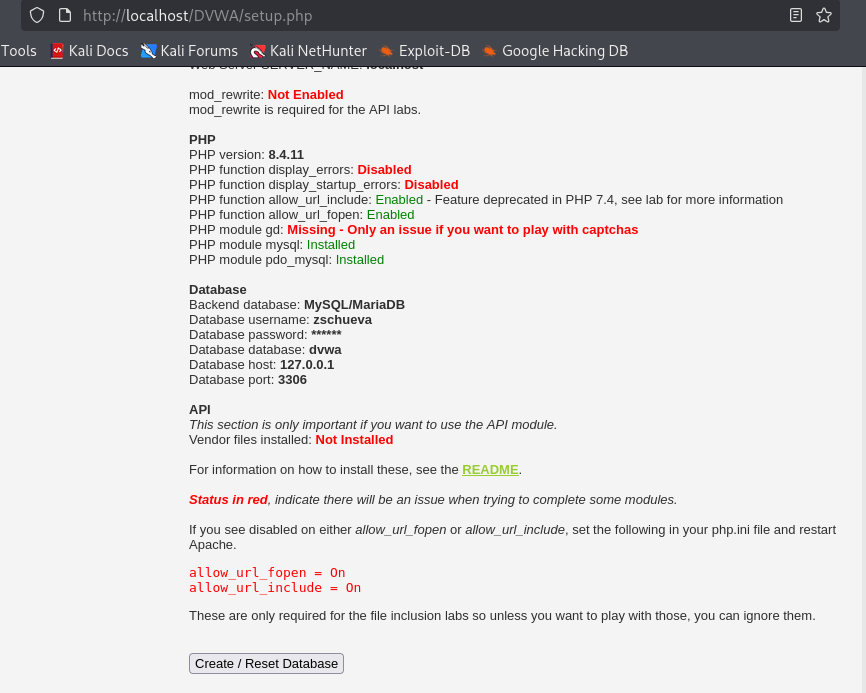 http://localhost/DVWA/setup.php
Tools Kali Docs Kali Forums Kali NetHunter Exploit-DB Google Hacking DB
Web Server SERVER_NAME: localhost
mod_rewrite: Not Enabled
mod_rewrite is required for the API labs.
PHP
PHP version: 8.4.11
PHP function display_errors: Disabled
PHP function display_startup_errors: Disabled
PHP function allow_url_include: Enabled - Feature deprecated in PHP 7.4, see lab for more information
PHP function allow_url_fopen: Enabled
PHP module gd: Missing - Only an issue if you want to play with captchas
PHP module mysql: Installed
PHP module pdo_mysql: Installed
Database
Backend database: MySQL/MariaDB
Database username: zschueva
Database password: ******
Database database: dvwa
Database host: 127.0.0.1
Database port: 3306
API
This section is only important if you want to use the API module.
Vendor files installed: Not Installed
For information on how to install these, see the README.
Status in red, indicate there will be an issue when trying to complete some modules.
If you see disabled on either allow_url_fopen or allow_url_include, set the following in your php.ini file and restart
Apache.
allow_url_fopen = On
allow_url_include = On
These are only required for the file inclusion labs so unless you want to play with those, you can ignore them.
Create / Reset Database